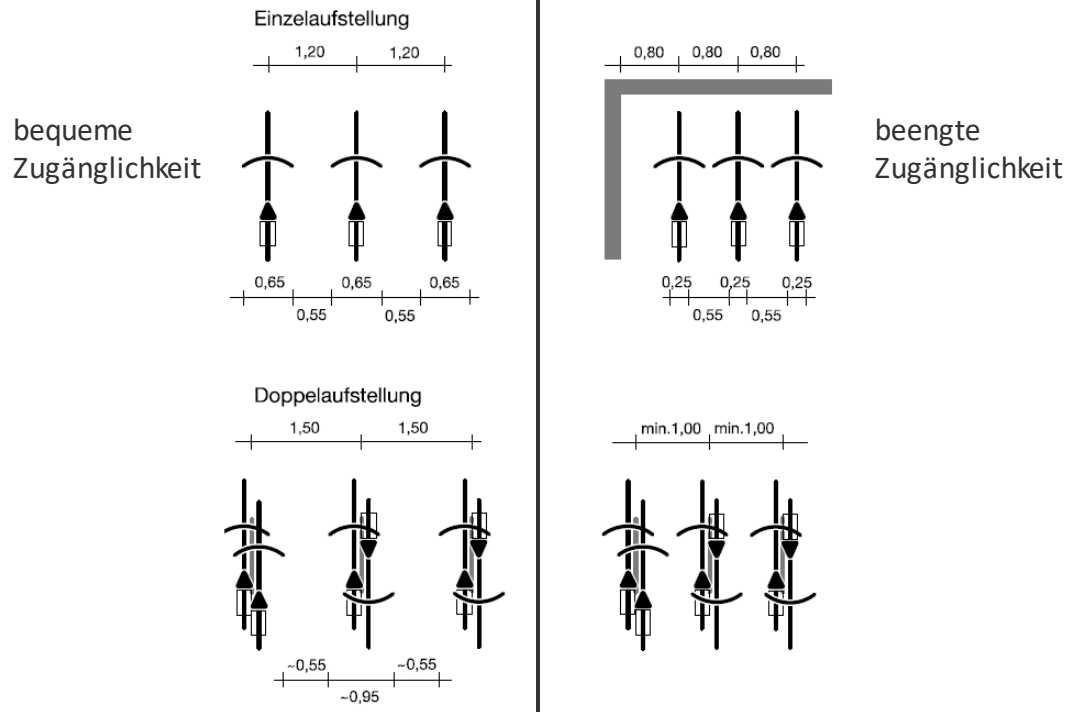 Einzelaufstellung
1,20 1,20
bequeme
Zugänglichkeit
0,65 0,65 0,65
0,55 0,55
Doppelaufstellung
1,50 1,50
~0,55 ~0,55
~0,95
0,80 0,80 0,80
beengte
Zugänglichkeit
0,25 0,25 0,25
0,55 0,55
min.1,00 min.1,00